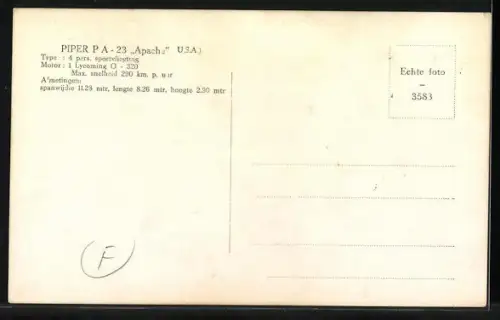 PIPER P A - 23 „Apache" U.S.A.)
Type : 4 pers. sportvliegtuig
Motor : 1 Lycoming O - 320
Max. snelheid 290 km. p. uur
Afmetingen:
spanwijdte 11.29 mtr, lengte 8.26 mtr, hoogte 2.30 mtr
Echte foto
–
3583
F